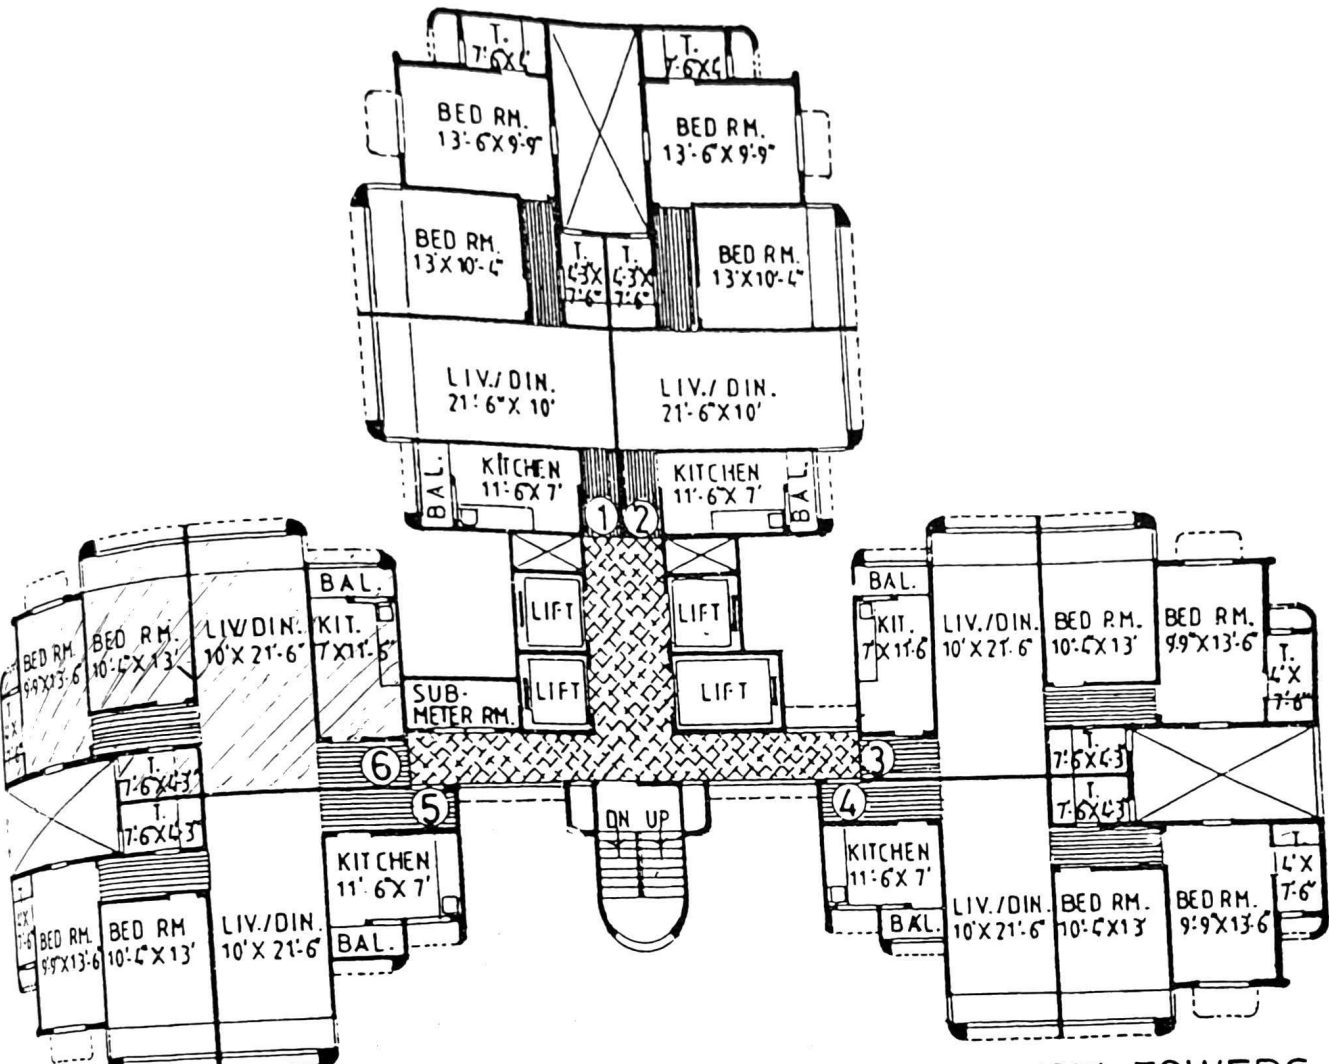 T.
7'-6"X4'
T.
7'-6"X4'
BED RM.
13'-6"X9'-9"
BED RM.
13'-6"X9'-9"
BED RM.
13'X10'-4"
T.
4'-3"X
7'-6"
T.
4'-3"X
7'-6"
BED RM.
13'X10'-4"
LIV./DIN.
21'-6"X10'
LIV./DIN.
21'-6"X10'
BAL.
KITCHEN
11'-6"X7'
KITCHEN
11'-6"X7'
BAL.
1
2
LIFT
LIFT
LIFT
LIFT
SUB-
METER RM.
BED RM.
9'-9"X13'-6"
BED RM.
10'-4"X13'
LIV/DIN.
10'X21'-6"
BAL.
KIT.
7'X11'-6"
T.
7'-6"X4'-3"
T.
7'-6"X4'-3"
6
5
KITCHEN
11'-6"X7'
BAL.
BED RM.
9'-9"X13'-6"
BED RM
10'-4"X13'
LIV./DIN.
10'X21'-6"
DN UP
BAL.
KIT.
7'X11'-6"
LIV./DIN.
10'X21'-6"
BED RM.
10'-4"X13'
BED RM.
9'-9"X13'-6"
T.
4'X
7'-6"
3
4
T.
7'-6"X4'-3"
T.
7'-6"X4'-3"
KITCHEN
11'-6"X7'
BAL.
LIV./DIN.
10'X21'-6"
BED RM.
10'-4"X13'
BED RM.
9'-9"X13'-6"
T.
4'X
7'-6"
TOWERS